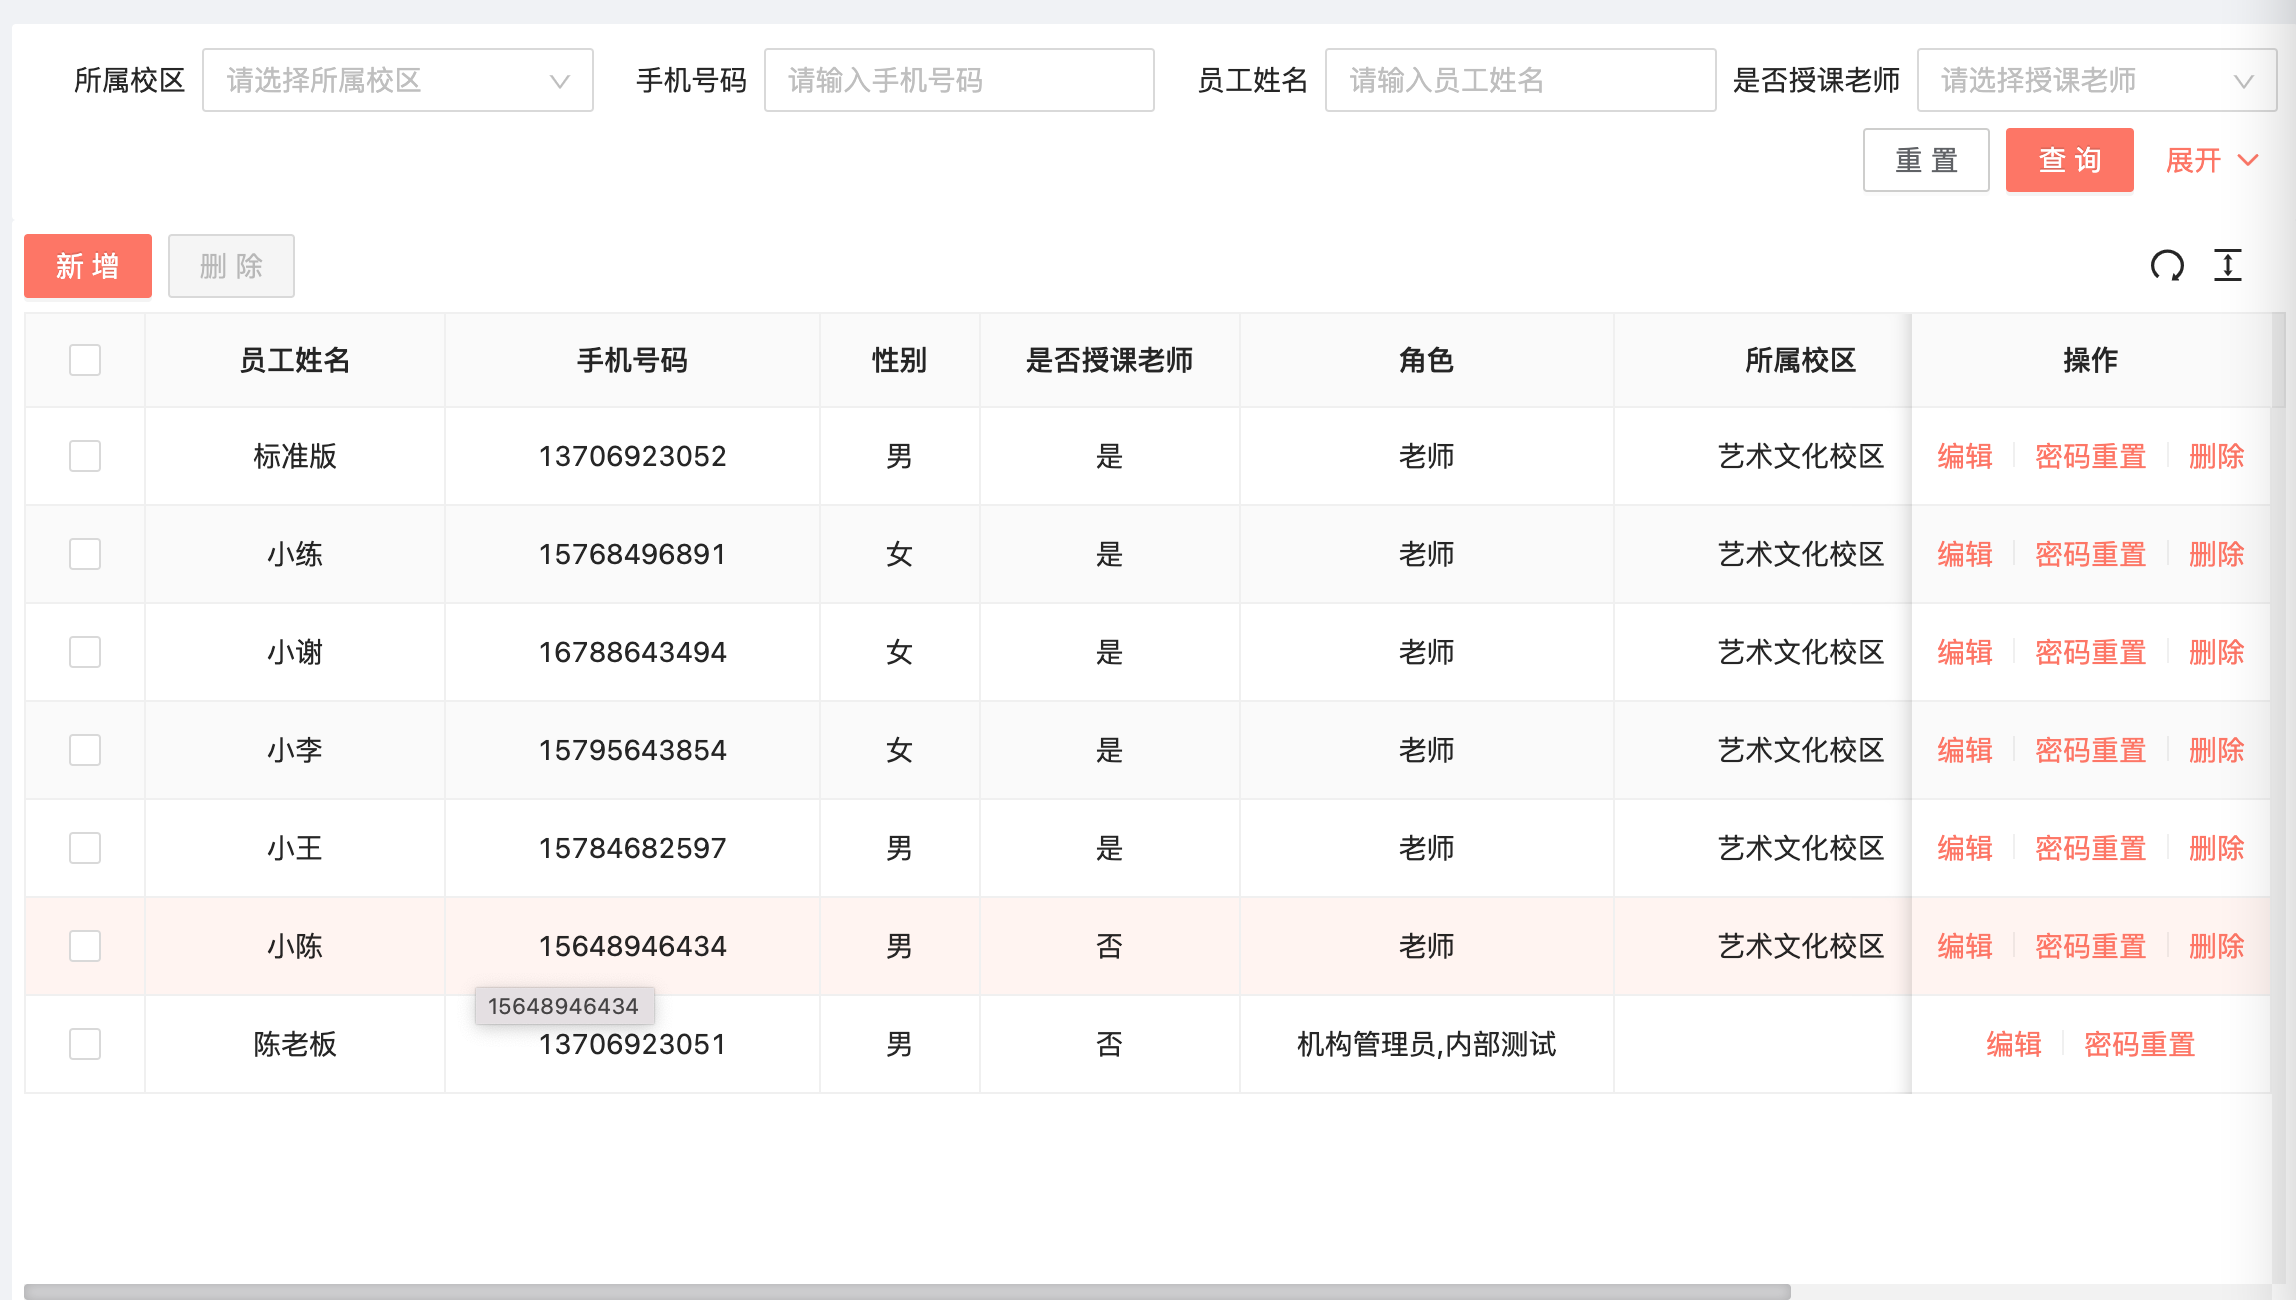 所属校区 请选择所属校区 手机号码 请输入手机号码 员工姓名 请输入员工姓名 是否授课老师 请选择授课老师
重置 查询 展开
新增 删除
员工姓名 手机号码 性别 是否授课老师 角色 所属校区 操作
标准版 13706923052 男 是 老师 艺术文化校区 编辑 密码重置 删除
小练 15768496891 女 是 老师 艺术文化校区 编辑 密码重置 删除
小谢 16788643494 女 是 老师 艺术文化校区 编辑 密码重置 删除
小李 15795643854 女 是 老师 艺术文化校区 编辑 密码重置 删除
小王 15784682597 男 是 老师 艺术文化校区 编辑 密码重置 删除
小陈 15648946434 男 否 老师 艺术文化校区 编辑 密码重置 删除
15648946434
陈老板 13706923051 男 否 机构管理员,内部测试 编辑 密码重置